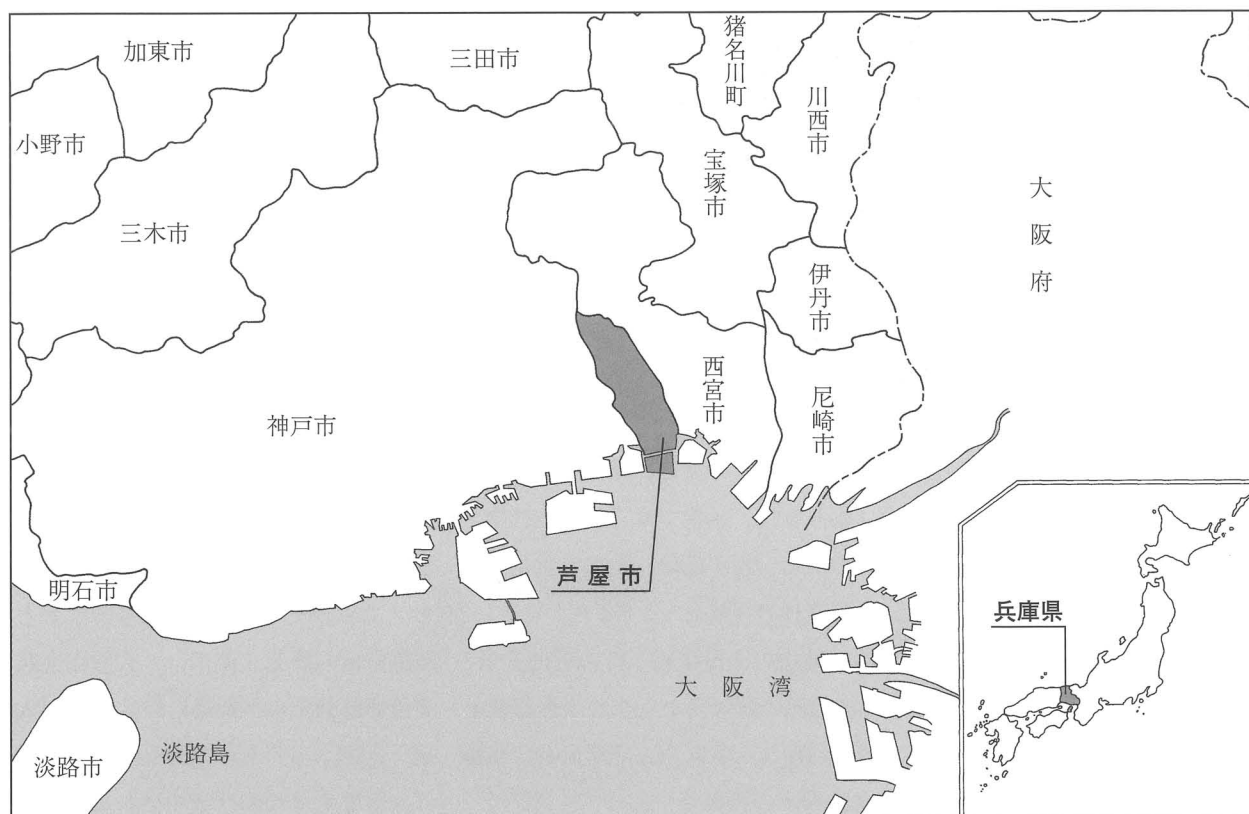 加東市
三田市
猪名川町
川西市
小野市
宝塚市
大阪府
三木市
伊丹市
西宮市
尼崎市
神戸市
芦屋市
明石市
兵庫県
大阪湾
淡路島
淡路市